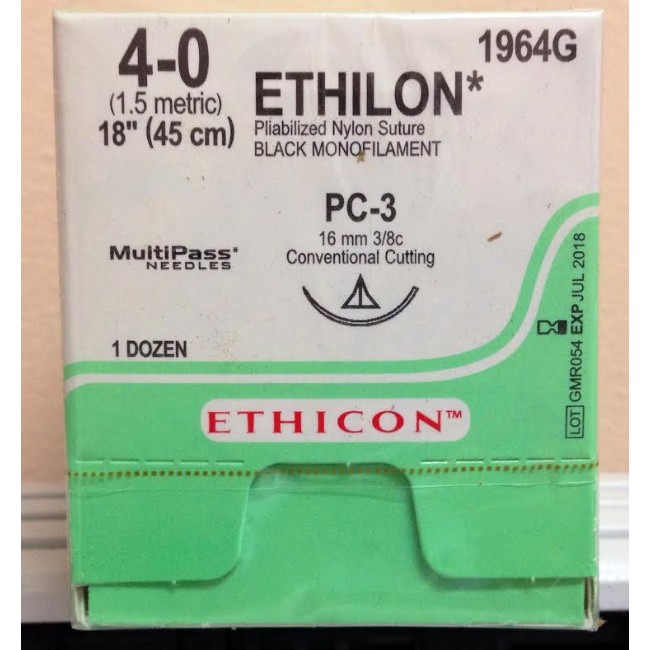 4-0
(1.5 metric)
18" (45 cm)
ETHILON*
1964G
Pliabilized Nylon Suture
BLACK MONOFILAMENT
PC-3
16 mm 3/8c
Conventional Cutting
MultiPass*
NEEDLES
1 DOZEN
LOT GMR054 EXP JUL 2018
ETHICON™